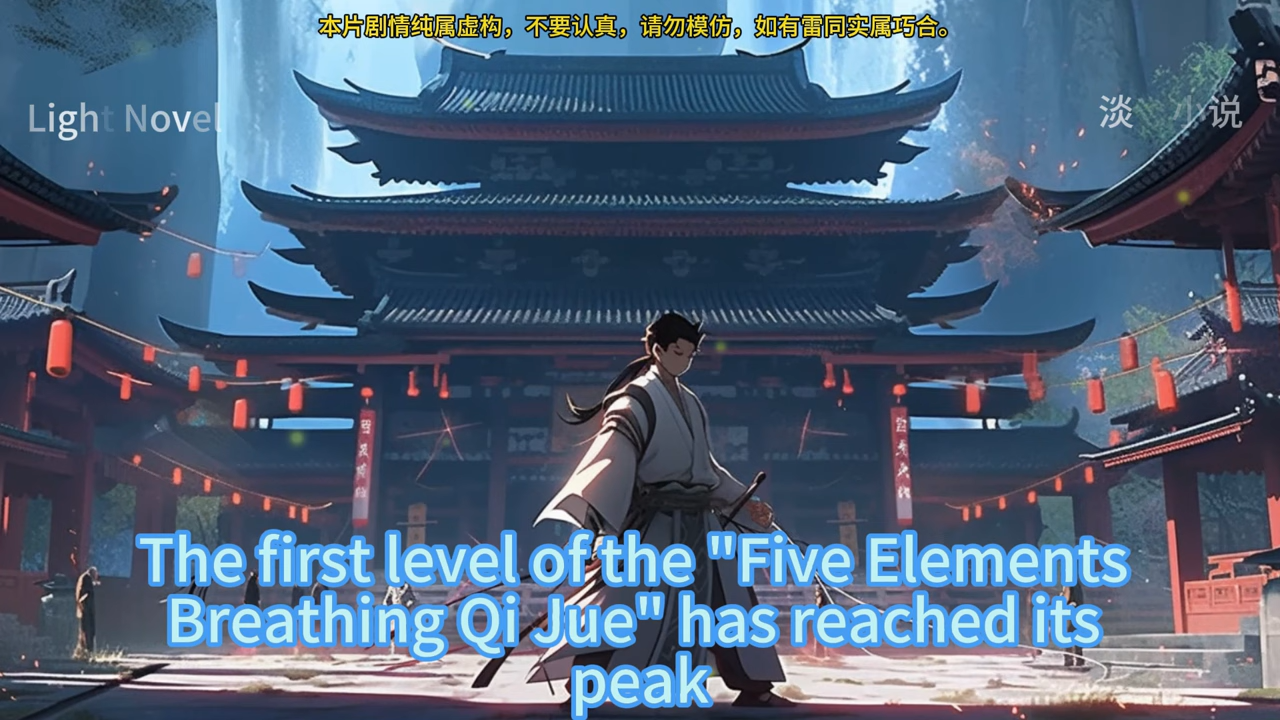 本片剧情纯属虚构，不要认真，请勿模仿，如有雷同实属巧合。
Light Novel
淡 小说
The first level of the "Five Elements
Breathing Qi Jue" has reached its
peak